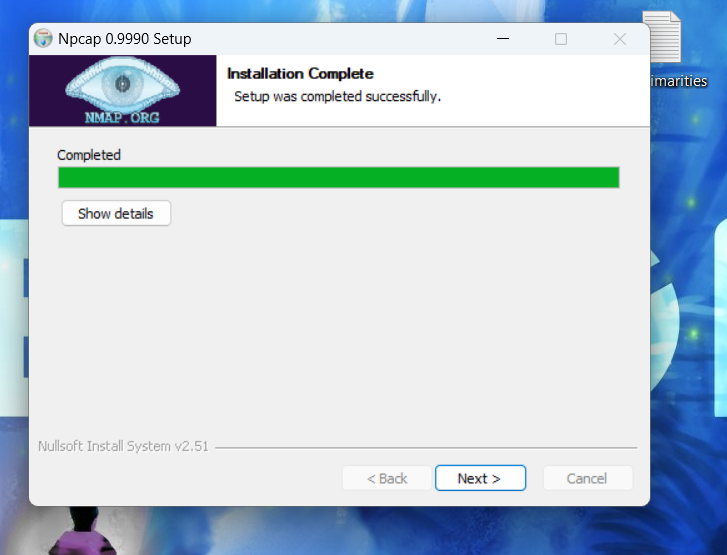 Npcap 0.9990 Setup
NMAP.ORG
Installation Complete
Setup was completed successfully.
Completed
Show details
Nullsoft Install System v2.51
< Back
Next >
Cancel